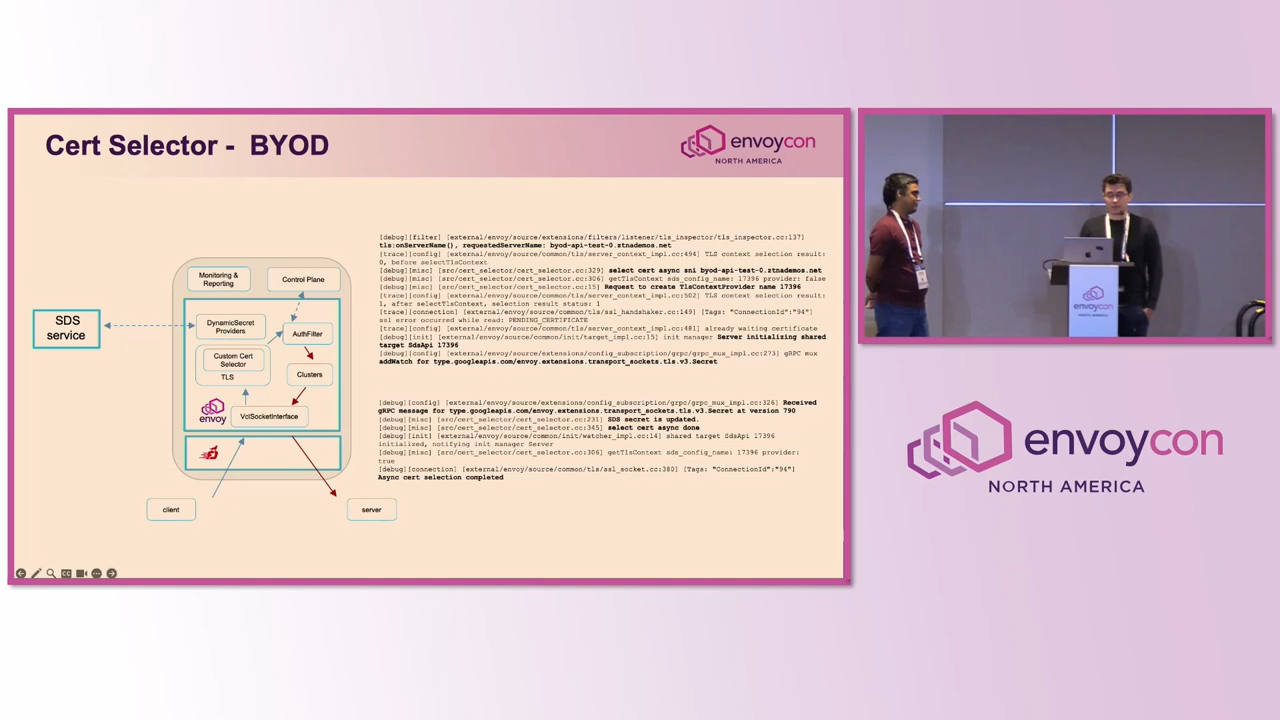 Cert Selector - BYOD
envoycon
NORTH AMERICA
Monitoring &
Reporting
Control Plane
SDS
service
DynamicSecret
Providers
AuthFilter
Custom Cert
Selector
TLS
Clusters
envoy
VclSocketInterface
client
server
[debug][filter] [external/envoy/source/extensions/filters/listener/tls_inspector/tls_inspector.cc:137]
tls:onServerName(), requestedServerName: byod-api-test-0.ztnademos.net
[trace][config] [external/envoy/source/common/tls/server_context_impl.cc:494] TLS context selection result:
0, before selectTlsContext
[debug][misc] [src/cert_selector/cert_selector.cc:329] select cert async sni byod-api-test-0.ztnademos.net
[debug][misc] [src/cert_selector/cert_selector.cc:306] getTlsContext sds_config_name: 17396 provider: false
[debug][misc] [src/cert_selector/cert_selector.cc:15] Request to create TlsContextProvider name 17396
[trace][config] [external/envoy/source/common/tls/server_context_impl.cc:502] TLS context selection result:
1, after selectTlsContext, selection result status: 1
[trace][connection] [external/envoy/source/common/tls/ssl_handshaker.cc:149] [Tags: "ConnectionId":"94"]
ssl error occurred while read: PENDING_CERTIFICATE
[trace][config] [external/envoy/source/common/tls/server_context_impl.cc:481] already waiting certificate
[debug][init] [external/envoy/source/common/init/target_impl.cc:15] init manager Server initializing shared
target SdsApi 17396
[debug][config] [external/envoy/source/extensions/config_subscription/grpc/grpc_mux_impl.cc:273] gRPC mux
addWatch for type.googleapis.com/envoy.extensions.transport_sockets.tls.v3.Secret
[debug][config] [external/envoy/source/extensions/config_subscription/grpc/grpc_mux_impl.cc:326] Received
gRPC message for type.googleapis.com/envoy.extensions.transport_sockets.tls.v3.Secret at version 790
[debug][misc] [src/cert_selector/cert_selector.cc:231] SDS secret is updated.
[debug][misc] [src/cert_selector/cert_selector.cc:345] select cert async done
[debug][init] [external/envoy/source/common/init/watcher_impl.cc:14] shared target SdsApi 17396
initialized, notifying init manager Server
[debug][misc] [src/cert_selector/cert_selector.cc:306] getTlsContext sds_config_name: 17396 provider:
true
[debug][connection] [external/envoy/source/common/tls/ssl_socket.cc:380] [Tags: "ConnectionId":"94"]
Async cert selection completed
envoycon
NORTH AMERICA
envoycon
NORTH AMERICA